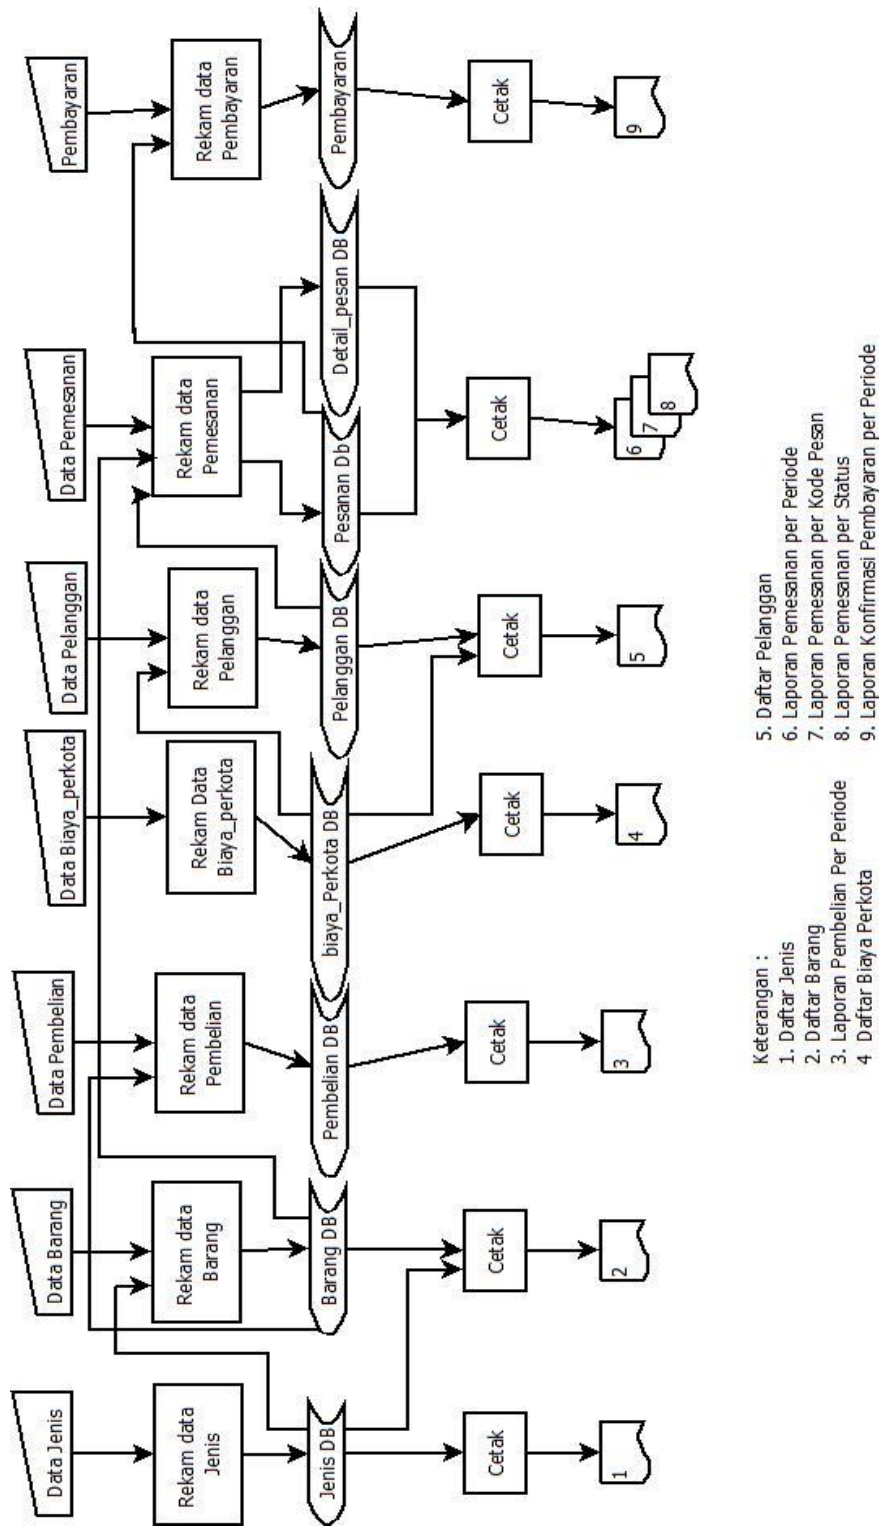 Data Jenis
Data Barang
Data Pembelian
Data Biaya_perkota
Data Pelanggan
Data Pemesanan
Pembayaran
Rekam data
Jenis
Rekam data
Barang
Rekam data
Pembelian
Rekam Data
Biaya_perkota
Rekam data
Pelanggan
Rekam data
Pemesanan
Rekam data
Pembayaran
Jenis DB
Barang DB
Pembelian DB
biaya_Perkota DB
Pelanggan DB
Pesanan Db
Detail_pesan DB
Pembayaran
Cetak
Cetak
Cetak
Cetak
Cetak
Cetak
Cetak
1
2
3
4
5
6
7
8
9
Keterangan :
1. Daftar Jenis
2. Daftar Barang
3. Laporan Pembelian Per Periode
4 Daftar Biaya Perkota
5. Daftar Pelanggan
6. Laporan Pemesanan per Periode
7. Laporan Pemesanan per Kode Pesan
8. Laporan Pemesanan per Status
9. Laporan Konfirmasi Pembayaran per Periode